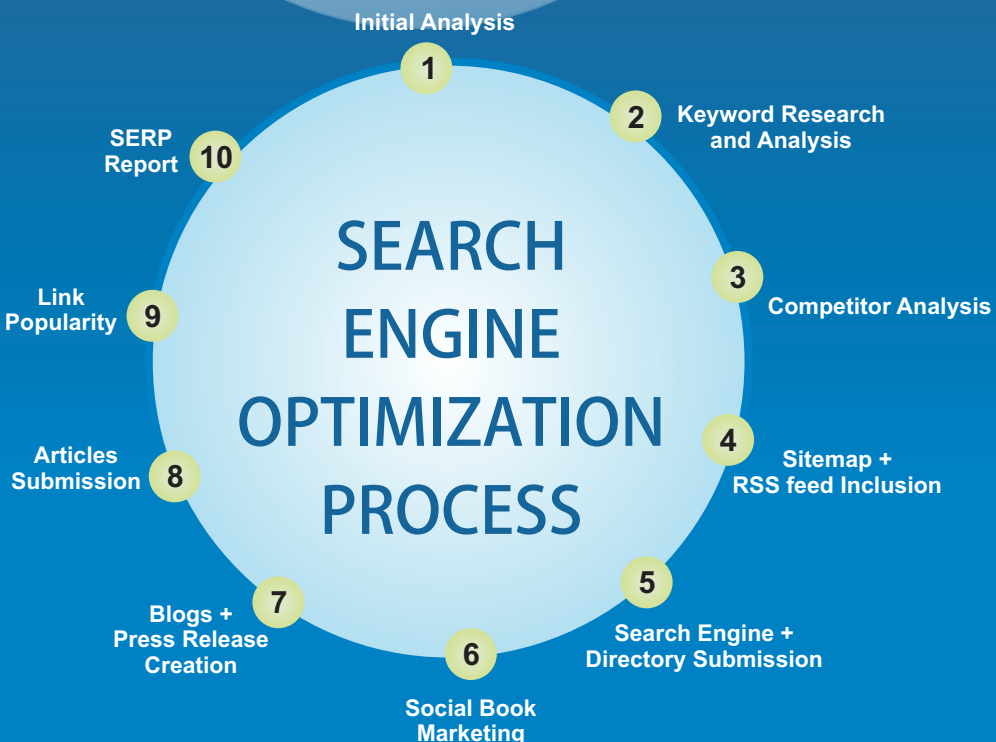 Initial Analysis
1
2
Keyword Research
and Analysis
3
Competitor Analysis
4
Sitemap +
RSS feed Inclusion
5
Search Engine +
Directory Submission
6
Social Book
Marketing
7
Blogs +
Press Release
Creation
8
Articles
Submission
9
Link
Popularity
10
SERP
Report
SEARCH
ENGINE
OPTIMIZATION
PROCESS